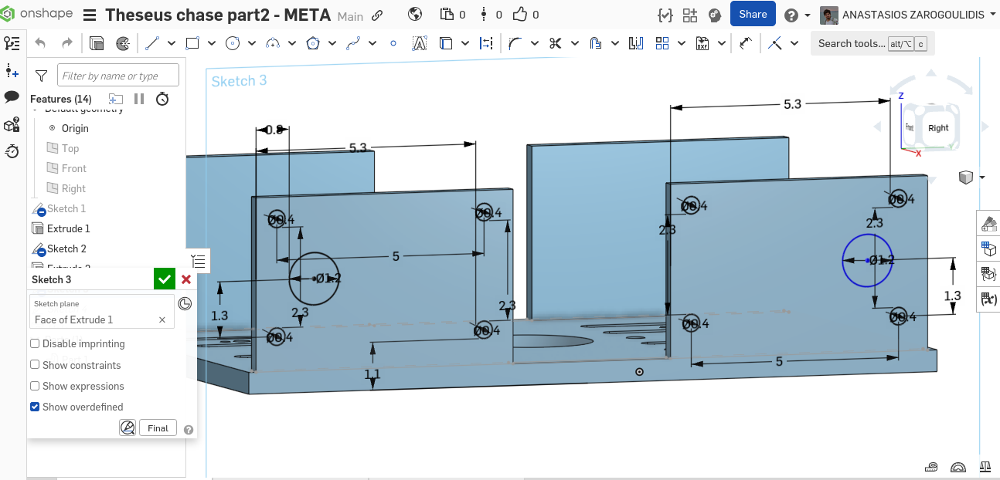 onshape Theseus chase part2 - META Main 0 0 0 Share ANASTASIOS ZAROGOULIDIS
Search tools... alt/⌥ c
Filter by name or type
Features (14)
Default geometry
Origin
Top
Front
Right
Sketch 1
Extrude 1
Sketch 2
Extrude 2
Sketch 3
Sketch plane
Face of Extrude 1
Disable imprinting
Show constraints
Show expressions
Show overdefined
Final
Sketch 3
0.8
5.3
5.3
Ø0.4
Ø0.4
Ø0.4
Ø0.4
2.3
2.3
5
Ø1.2
Ø1.2
1.3
1.3
2.3
2.3
Ø0.4
Ø0.4
Ø0.4
Ø0.4
5
1.1
Z
Front
Right
Y
X